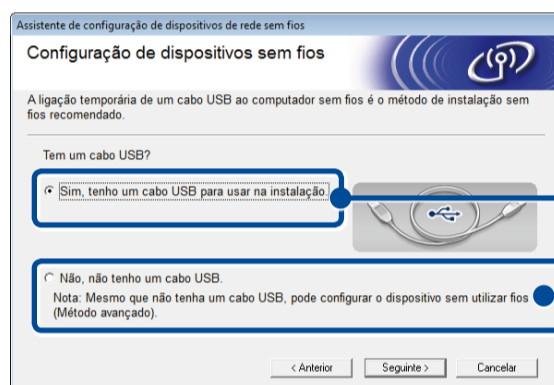 Assistente de configuração de dispositivos de rede sem fios
Configuração de dispositivos sem fios
A ligação temporária de um cabo USB ao computador sem fios é o método de instalação sem
fios recomendado.
Tem um cabo USB?
Sim, tenho um cabo USB para usar na instalação.
Não, não tenho um cabo USB.
Nota: Mesmo que não tenha um cabo USB, pode configurar o dispositivo sem utilizar fios
(Método avançado).
< Anterior Seguinte > Cancelar